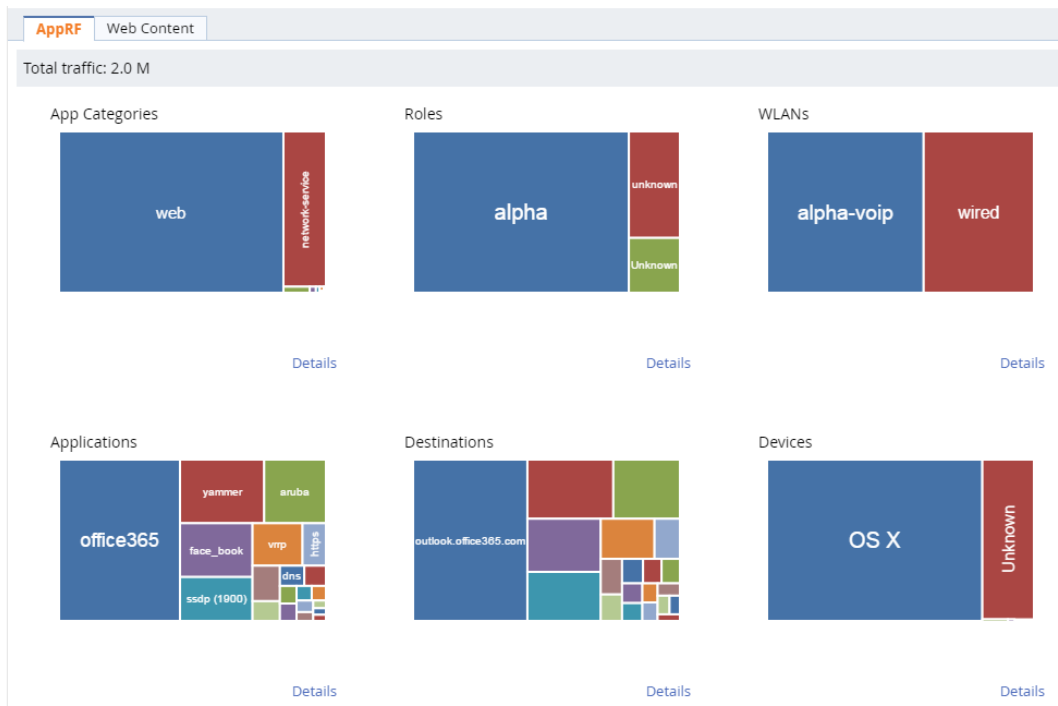 AppRF Web Content
Total traffic: 2.0 M
App Categories
web
network-service
Details
Roles
alpha
unknown
Unknown
Details
WLANs
alpha-voip
wired
Details
Applications
office365
yammer
aruba
face_book
vrrp
https
ssdp (1900)
dns
Details
Destinations
outlook.office365.com
Details
Devices
OS X
Unknown
Details